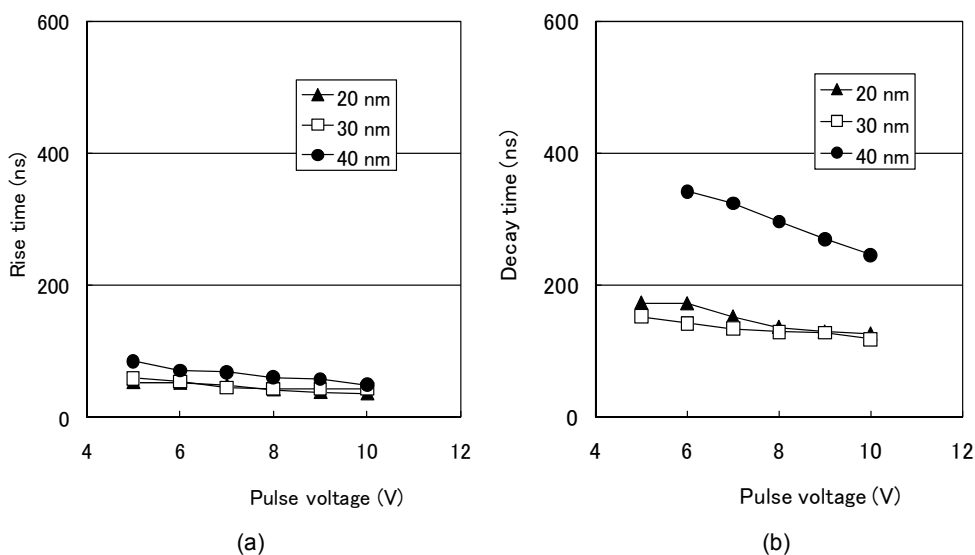 600
400
200
0
4 6 8 10 12
Rise time (ns)
Pulse voltage (V)
20 nm
30 nm
40 nm
(a)
600
400
200
0
4 6 8 10 12
Decay time (ns)
Pulse voltage (V)
20 nm
30 nm
40 nm
(b)